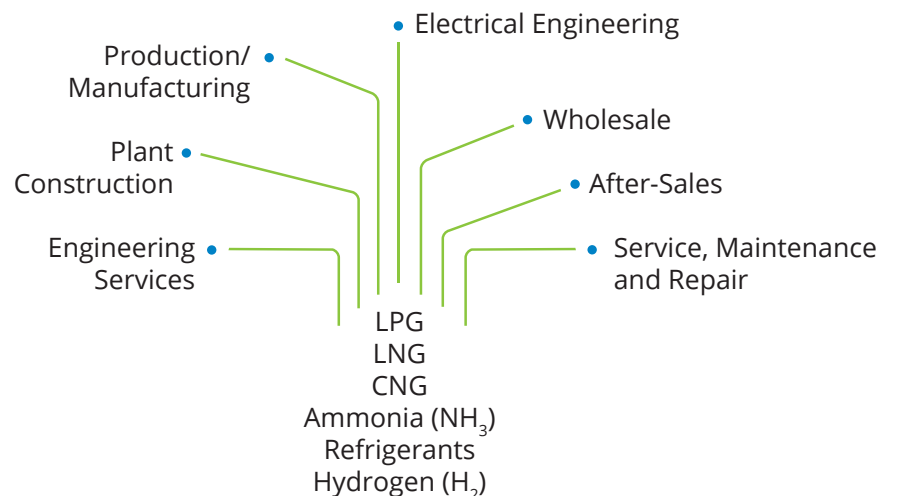 Electrical Engineering
Production/
Manufacturing
Wholesale
Plant
Construction
After-Sales
Engineering
Services
Service, Maintenance
and Repair
LPG
LNG
CNG
Ammonia (NH₃)
Refrigerants
Hydrogen (H₂)